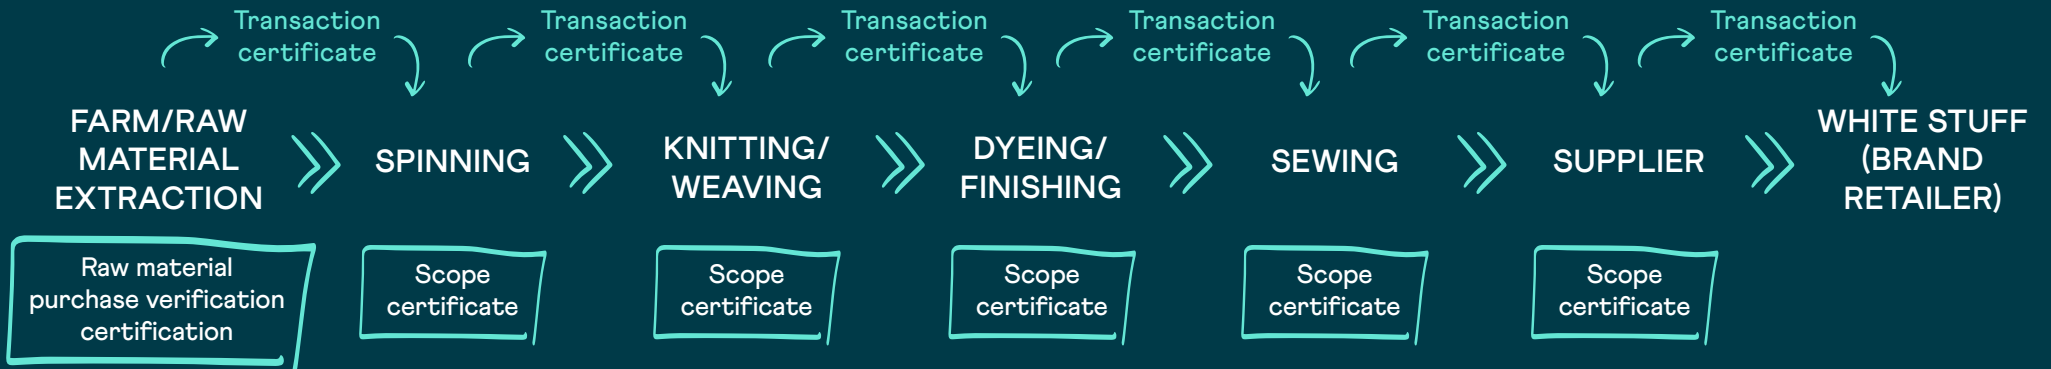 Transaction
certificate
Transaction
certificate
Transaction
certificate
Transaction
certificate
Transaction
certificate
Transaction
certificate
FARM/RAW
MATERIAL
EXTRACTION
SPINNING
KNITTING/
WEAVING
DYEING/
FINISHING
SEWING
SUPPLIER
WHITE STUFF
(BRAND
RETAILER)
Raw material
purchase verification
certification
Scope
certificate
Scope
certificate
Scope
certificate
Scope
certificate
Scope
certificate